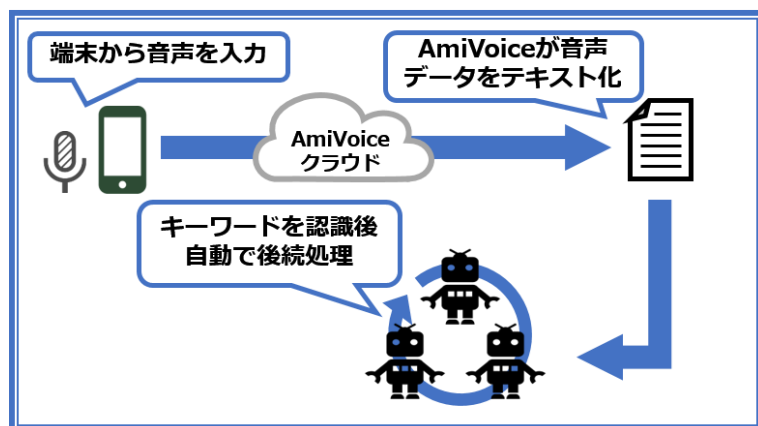 端末から音声を入力
AmiVoiceが音声
データをテキスト化
AmiVoice
クラウド
キーワードを認識後
自動で後続処理